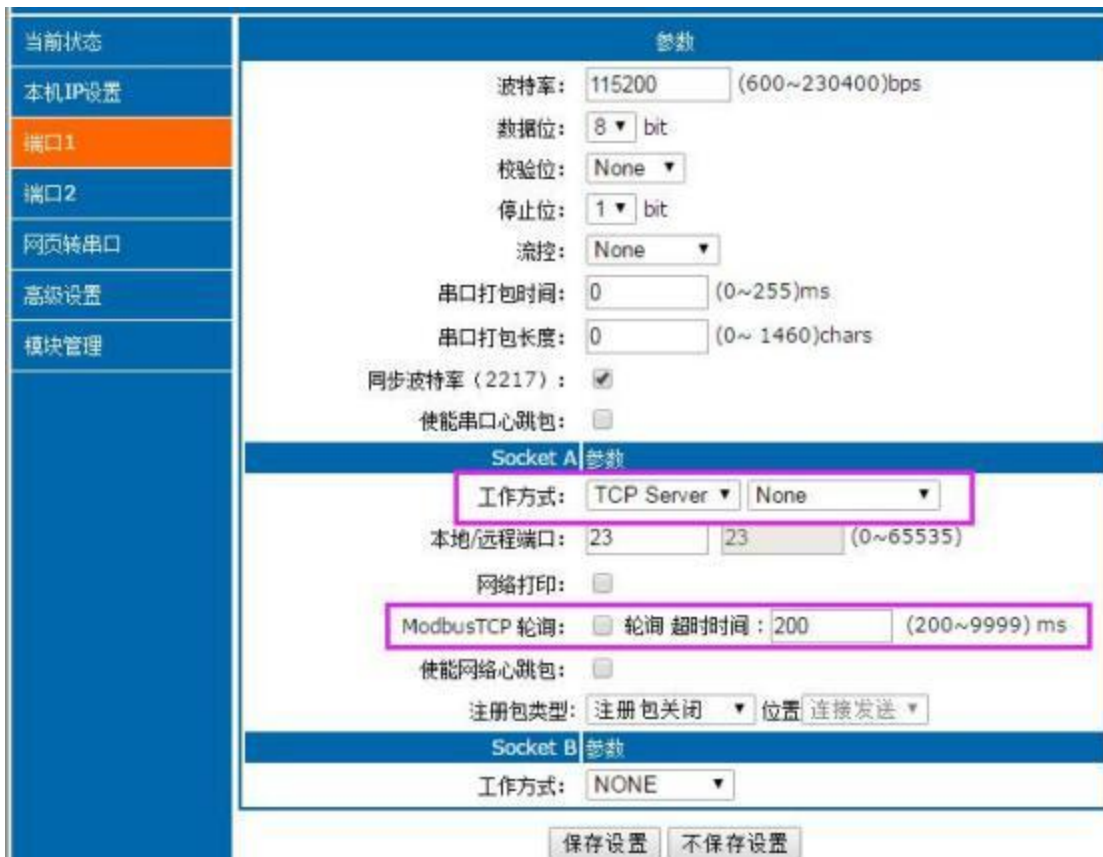 当前状态
本机IP设置
端口1
端口2
网页转串口
高级设置
模块管理
参数
波特率: 115200 (600~230400)bps
数据位: 8 bit
校验位: None
停止位: 1 bit
流控: None
串口打包时间: 0 (0~255)ms
串口打包长度: 0 (0~ 1460)chars
同步波特率(2217) :
使能串口心跳包:
Socket A 参数
工作方式: TCP Server None
本地/远程端口: 23 23 (0~65535)
网络打印:
ModbusTCP 轮询: 轮询 超时时间 : 200 (200~9999) ms
使能网络心跳包:
注册包类型: 注册包关闭 位置 连接发送
Socket B 参数
工作方式: NONE
保存设置 不保存设置